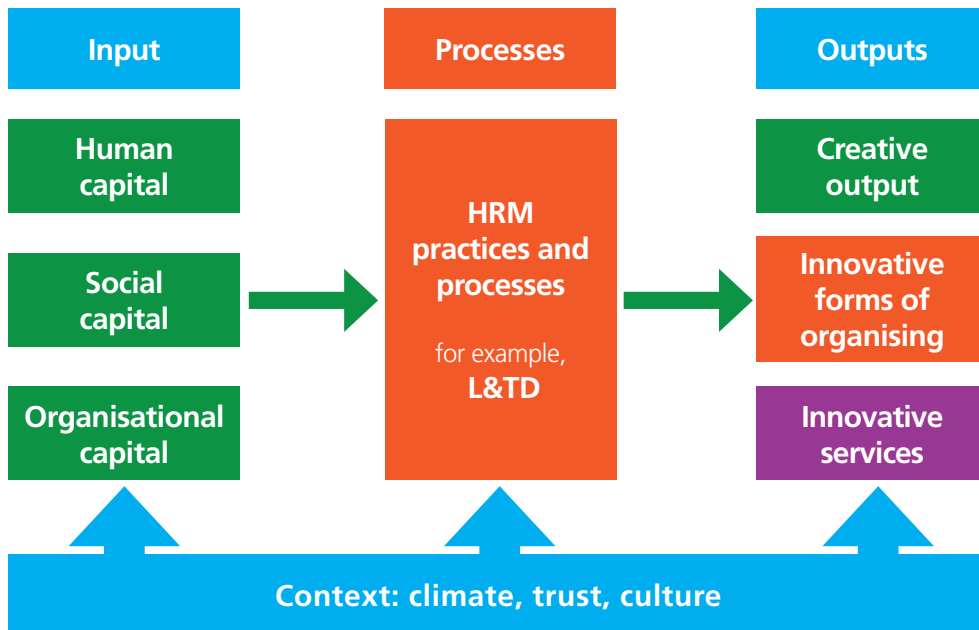 Input
Processes
Outputs
Human
capital
Social
capital
Organisational
capital
HRM
practices and
processes
for example,
L&TD
Creative
output
Innovative
forms of
organising
Innovative
services
Context: climate, trust, culture